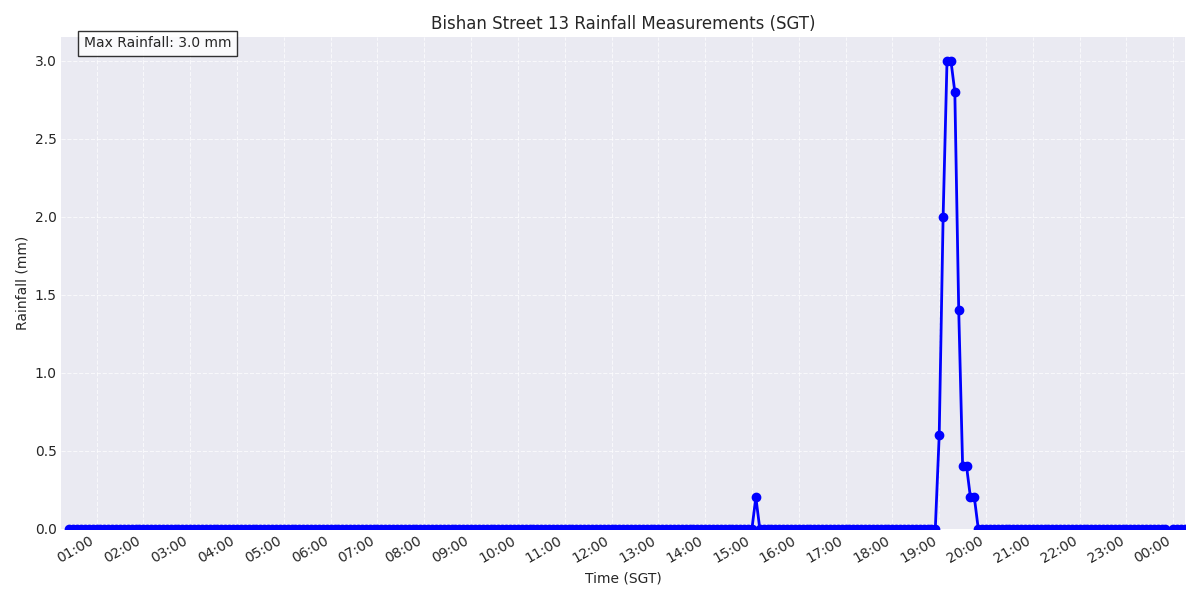 Bishan Street 13 Rainfall Measurements (SGT)
Max Rainfall: 3.0 mm
3.0
2.5
2.0
1.5
1.0
0.5
0.0
Rainfall (mm)
01:00 02:00 03:00 04:00 05:00 06:00 07:00 08:00 09:00 10:00 11:00 12:00 13:00 14:00 15:00 16:00 17:00 18:00 19:00 20:00 21:00 22:00 23:00 00:00
Time (SGT)